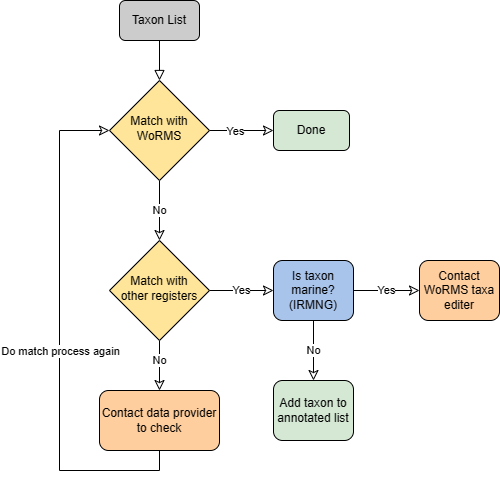 Taxon List
Match with
WoRMS
Yes
Done
No
Match with
other registers
Yes
Is taxon
marine?
(IRMNG)
Yes
Contact
WoRMS taxa
editer
Do match process again
No
No
Contact data provider
to check
Add taxon to
annotated list